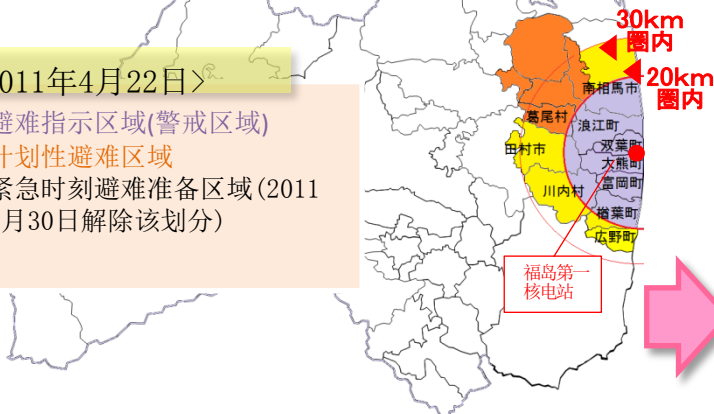 011年4月22日>
避难指示区域(警戒区域)
计划性避难区域
紧急时刻避难准备区域(2011
月30日解除该划分)
30km
圏内
20km
圏内
南相馬市
葛尾村
浪江町
田村市
双葉町
大熊町
川内村
富岡町
楢葉町
広野町
福岛第一
核电站